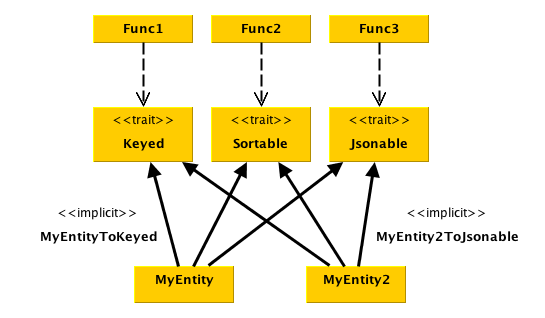 Func1 Func2 Func3
<<trait>> <<trait>> <<trait>>
Keyed Sortable Jsonable
<<implicit>> <<implicit>>
MyEntityToKeyed MyEntity2ToJsonable
MyEntity MyEntity2